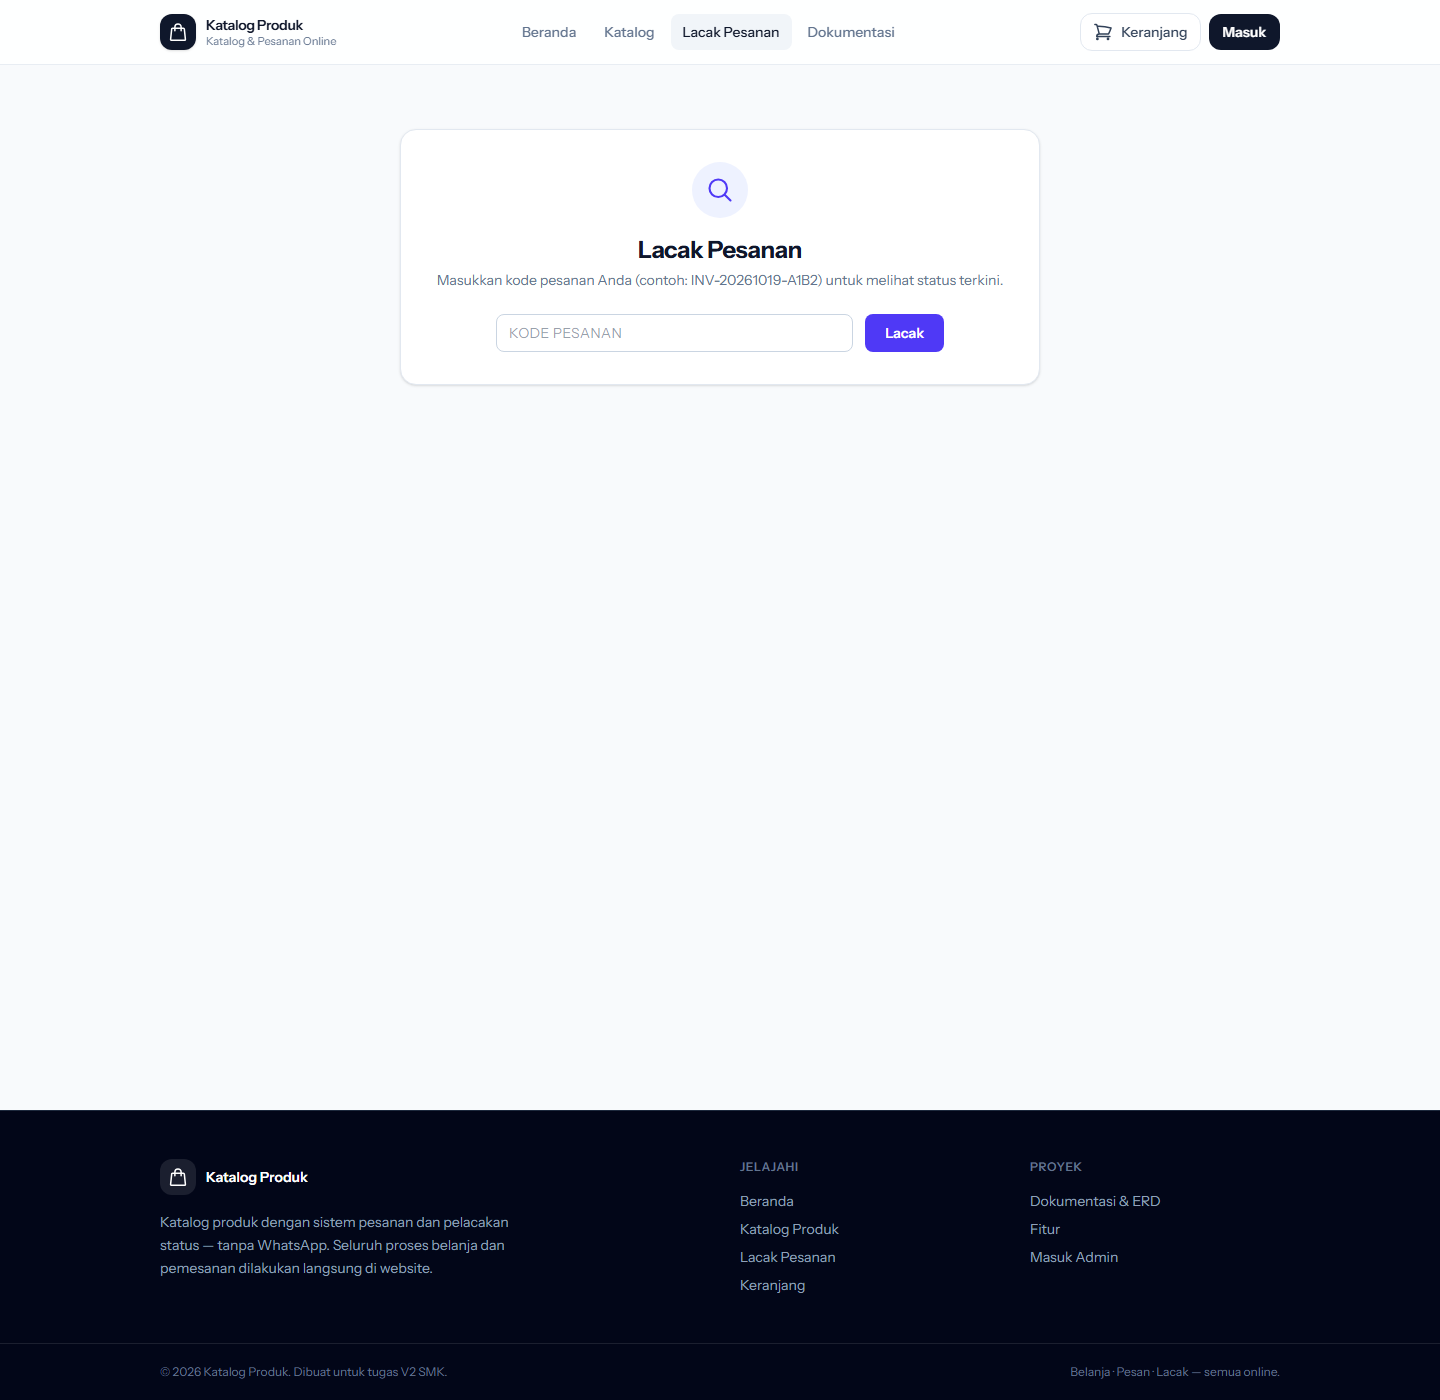 Katalog Produk
Katalog & Pesanan Online
Beranda
Katalog
Lacak Pesanan
Dokumentasi
Keranjang
Masuk
Lacak Pesanan
Masukkan kode pesanan Anda (contoh: INV-20261019-A1B2) untuk melihat status terkini.
KODE PESANAN
Lacak
Katalog Produk
Katalog produk dengan sistem pesanan dan pelacakan
status — tanpa WhatsApp. Seluruh proses belanja dan
pemesanan dilakukan langsung di website.
JELAJAHI
Beranda
Katalog Produk
Lacak Pesanan
Keranjang
PROYEK
Dokumentasi & ERD
Fitur
Masuk Admin
© 2026 Katalog Produk. Dibuat untuk tugas V2 SMK.
Belanja · Pesan · Lacak — semua online.